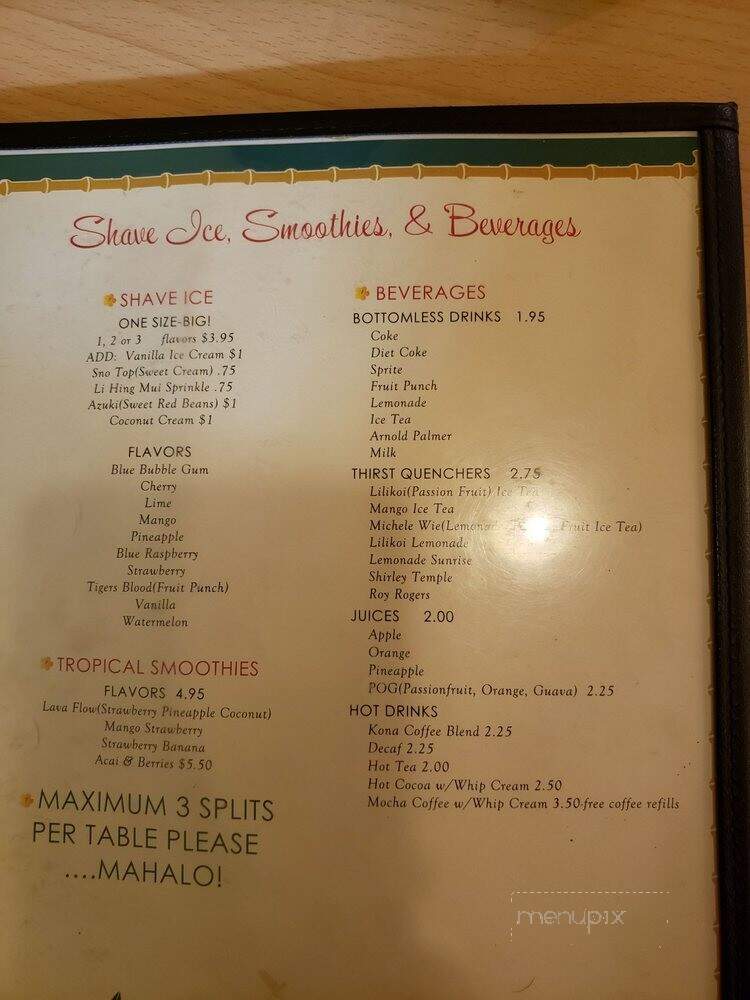 Shave Ice, Smoothies, & Beverages
SHAVE ICE
ONE SIZE-BIG!
1, 2 or 3 flavors $3.95
ADD: Vanilla Ice Cream $1
Sno Top(Sweet Cream) .75
Li Hing Mui Sprinkle .75
Azuki(Sweet Red Beans) $1
Coconut Cream $1
FLAVORS
Blue Bubble Gum
Cherry
Lime
Mango
Pineapple
Blue Raspberry
Strawberry
Tigers Blood(Fruit Punch)
Vanilla
Watermelon
TROPICAL SMOOTHIES
FLAVORS 4.95
Lava Flow(Strawberry Pineapple Coconut)
Mango Strawberry
Strawberry Banana
Acai & Berries $5.50
MAXIMUM 3 SPLITS
PER TABLE PLEASE
....MAHALO!
BEVERAGES
BOTTOMLESS DRINKS 1.95
Coke
Diet Coke
Sprite
Fruit Punch
Lemonade
Ice Tea
Arnold Palmer
Milk
THIRST QUENCHERS 2.75
Lilikoi(Passion Fruit) Ice Tea
Mango Ice Tea
Michele Wie(Lemonade Fruit Ice Tea)
Lilikoi Lemonade
Lemonade Sunrise
Shirley Temple
Roy Rogers
JUICES 2.00
Apple
Orange
Pineapple
POG(Passionfruit, Orange, Guava) 2.25
HOT DRINKS
Kona Coffee Blend 2.25
Decaf 2.25
Hot Tea 2.00
Hot Cocoa w/Whip Cream 2.50
Mocha Coffee w/Whip Cream 3.50-free coffee refills
menupix